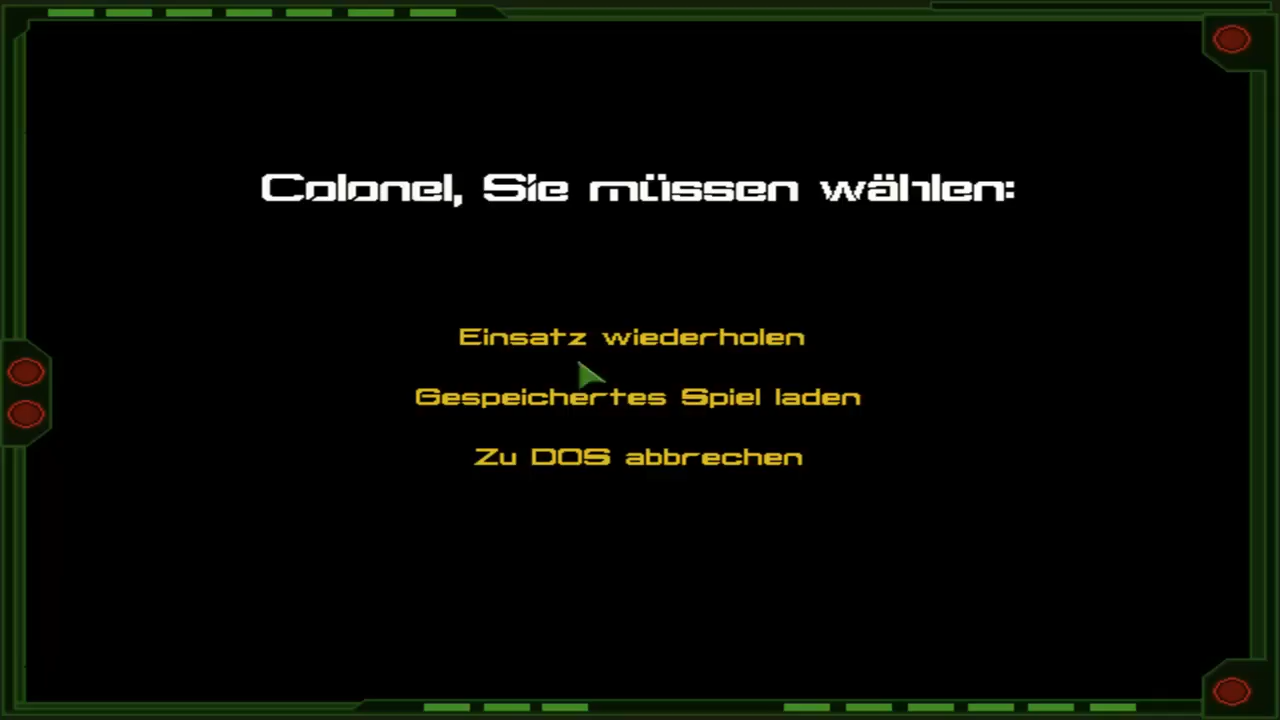 Colonel, Sie müssen wählen:
Einsatz wiederholen
Gespeichertes Spiel laden
Zu DOS abbrechen